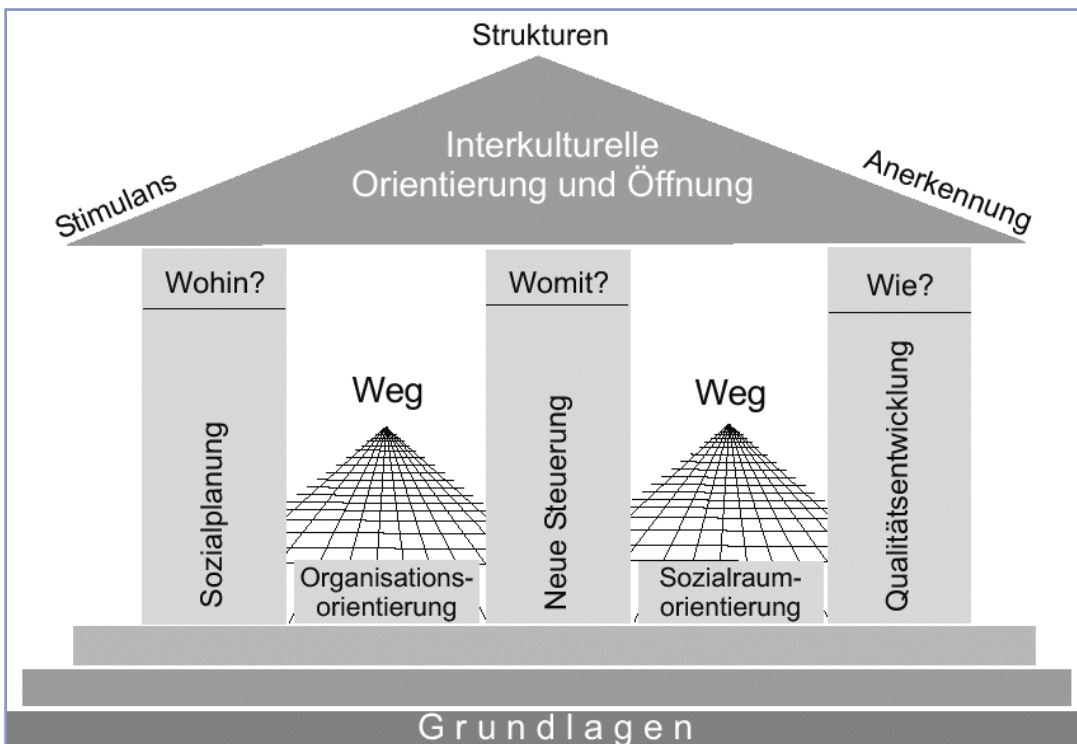 Strukturen
Stimulans
Interkulturelle
Orientierung und Öffnung
Anerkennung
Wohin?
Womit?
Wie?
Sozialplanung
Weg
Organisations-
orientierung
Neue Steuerung
Weg
Sozialraum-
orientierung
Qualitätsentwicklung
Grundlagen